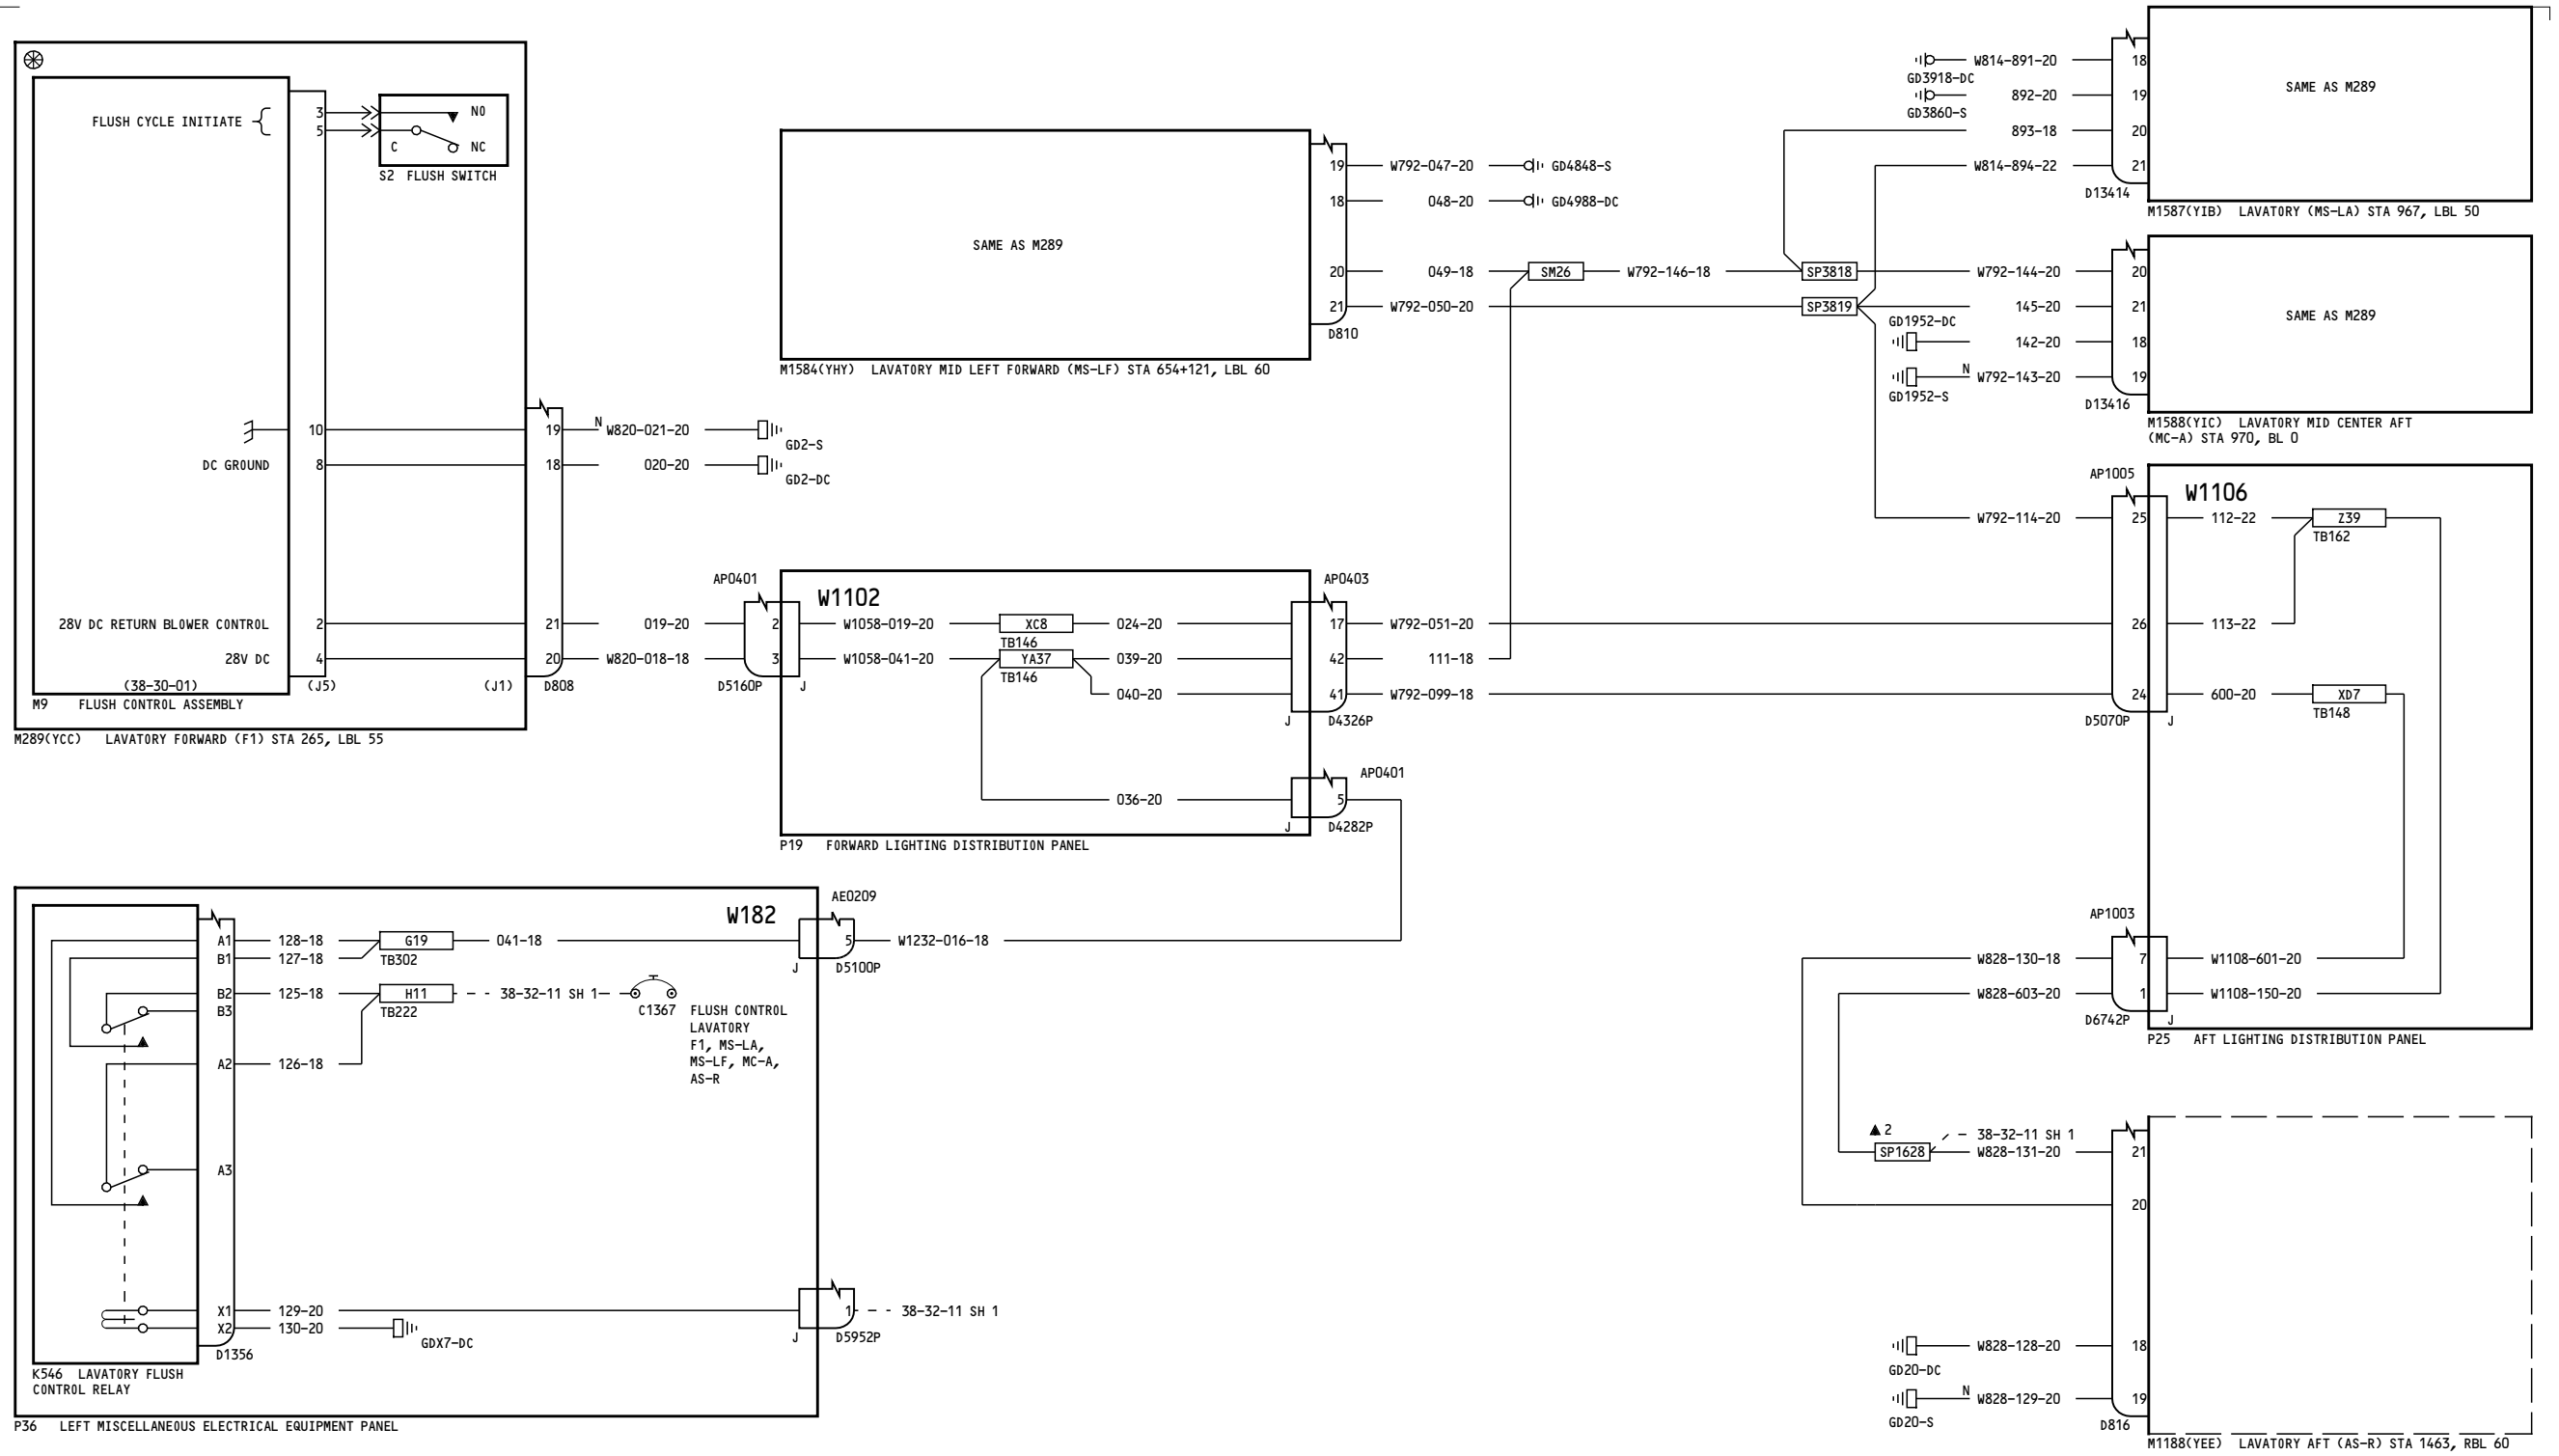 FLUSH CYCLE INITIATE
3
5
NO
C
NC
S2 FLUSH SWITCH
10
DC GROUND
8
28V DC RETURN BLOWER CONTROL
2
28V DC
4
(38-30-01)
(J5)
(J1)
D808
M9 FLUSH CONTROL ASSEMBLY
M289(YCC) LAVATORY FORWARD (F1) STA 265, LBL 55
19
N
W820-021-20
GD2-S
18
020-20
GD2-DC
21
019-20
20
W820-018-18
SAME AS M289
19
W792-047-20
GD4848-S
18
048-20
GD4988-DC
20
049-18
SM26
W792-146-18
SP3818
21
W792-050-20
SP3819
D810
M1584(YHY) LAVATORY MID LEFT FORWARD (MS-LF) STA 654+121, LBL 60
AP0401
2
3
D5160P
J
W1102
W1058-019-20
XC8
TB146
024-20
W1058-041-20
YA37
TB146
039-20
040-20
036-20
AP0403
17
W792-051-20
42
111-18
41
W792-099-18
J
D4326P
AP0401
5
J
D4282P
P19 FORWARD LIGHTING DISTRIBUTION PANEL
GD3918-DC
W814-891-20
18
GD3860-S
892-20
19
893-18
20
W814-894-22
21
D13414
SAME AS M289
M1587(YIB) LAVATORY (MS-LA) STA 967, LBL 50
W792-144-20
20
145-20
21
GD1952-DC
142-20
18
N
W792-143-20
19
GD1952-S
D13416
SAME AS M289
M1588(YIC) LAVATORY MID CENTER AFT
(MC-A) STA 970, BL 0
AP1005
W1106
W792-114-20
25
112-22
Z39
TB162
26
113-22
24
600-20
XD7
TB148
D5070P
J
AP1003
W828-130-18
7
W1108-601-20
W828-603-20
1
W1108-150-20
D6742P
J
P25 AFT LIGHTING DISTRIBUTION PANEL
W182
AE0209
A1
128-18
G19
041-18
5
W1232-016-18
B1
127-18
TB302
J
D5100P
B2
125-18
H11
38-32-11 SH 1
B3
TB222
C1367
FLUSH CONTROL
LAVATORY
F1, MS-LA,
MS-LF, MC-A,
AS-R
A2
126-18
A3
X1
129-20
1
38-32-11 SH 1
X2
130-20
GDX7-DC
J
D5952P
D1356
K546 LAVATORY FLUSH
CONTROL RELAY
P36 LEFT MISCELLANEOUS ELECTRICAL EQUIPMENT PANEL
2
38-32-11 SH 1
SP1628
W828-131-20
21
20
W828-128-20
18
GD20-DC
N
W828-129-20
19
GD20-S
D816
M1188(YEE) LAVATORY AFT (AS-R) STA 1463, RBL 60